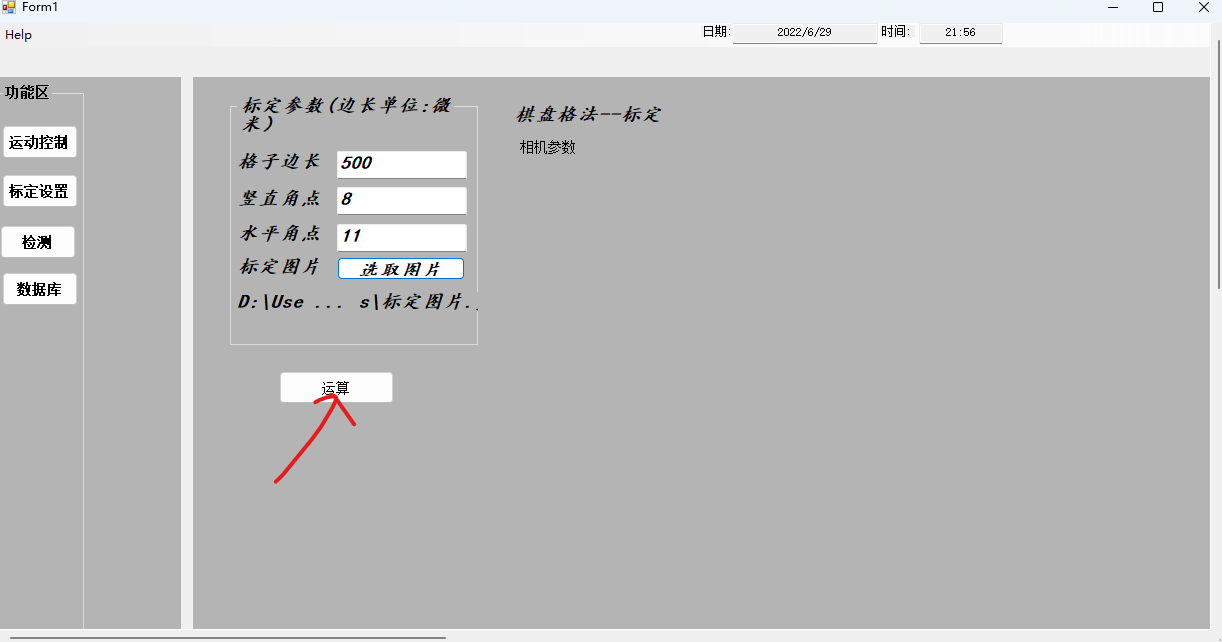 Form1
Help
日期: 2022/6/29 时间: 21:56
功能区
运动控制
标定设置
检测
数据库
标定参数(边长单位:微
米)
格子边长 500
竖直角点 8
水平角点 11
标定图片 选取图片
D:\Use ... s\标定图片.
运算
棋盘格法--标定
相机参数